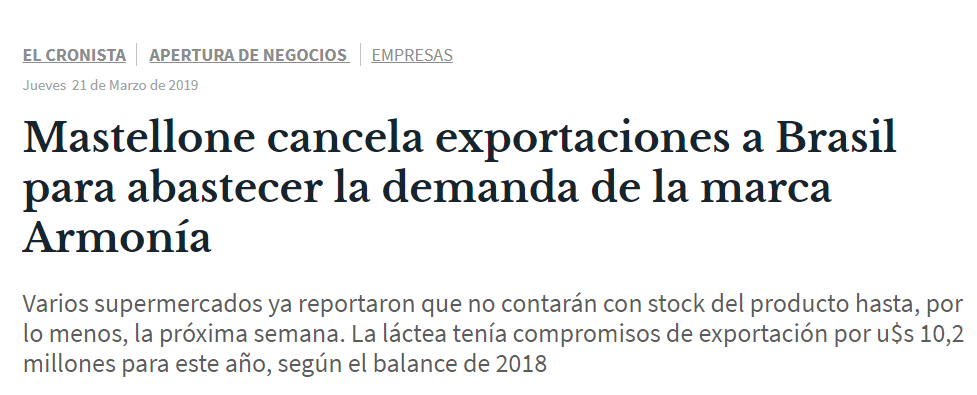 EL CRONISTA APERTURA DE NEGOCIOS EMPRESAS
Jueves 21 de Marzo de 2019
Mastellone cancela exportaciones a Brasil
para abastecer la demanda de la marca
Armonía
Varios supermercados ya reportaron que no contarán con stock del producto hasta, por
lo menos, la próxima semana. La láctea tenía compromisos de exportación por u$s 10,2
millones para este año, según el balance de 2018